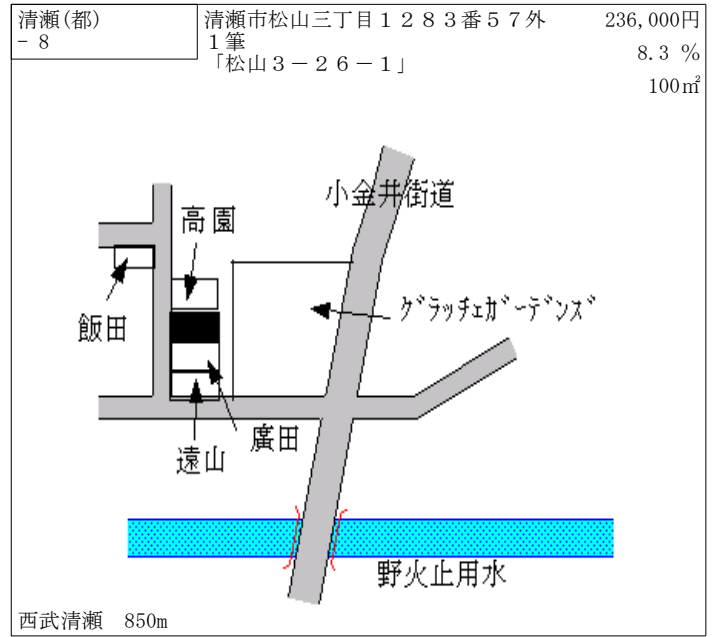 清瀬(都)
- 8
清瀬市松山三丁目１２８３番５７外
１筆
「松山３－２６－１」
236,000円
8.3 %
100㎡
小金井街道
高園
飯田
ｸﾞﾗｯﾁｪｶﾞｰﾃﾞﾝｽﾞ
廣田
遠山
野火止用水
西武清瀬　850m